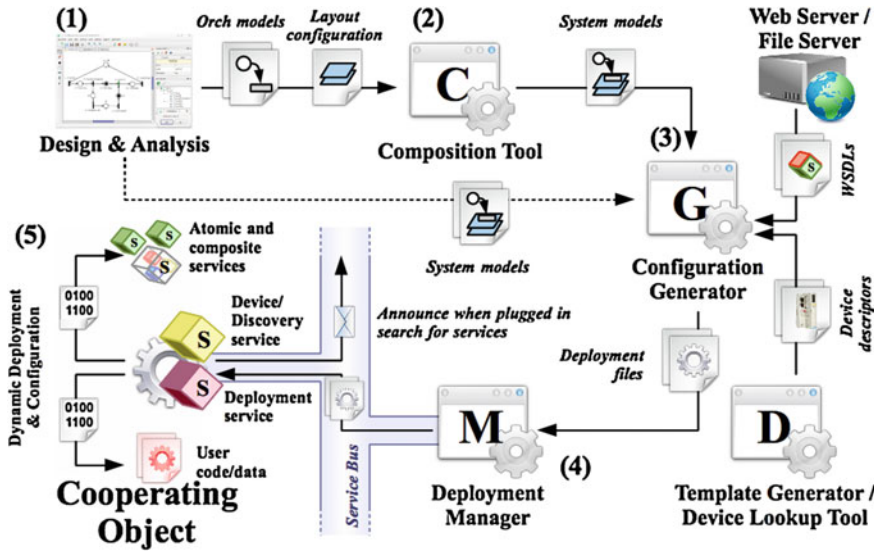 (1)
Orch models
Layout
configuration
(2)
System models
Web Server /
File Server
C
Design & Analysis
Composition Tool
(3)
S
WSDLs
G
System models
Configuration
Generator
(5)
Atomic and
composite
services
S
S
S
0100
1100
Device/
Discovery
service
Announce when plugged in
search for services
Dynamic Deployment
& Configuration
S
S
Deployment
service
0100
1100
User
code/data
Cooperating
Object
Service Bus
Deployment
files
Device
descriptors
M
(4)
D
Deployment
Manager
Template Generator /
Device Lookup Tool